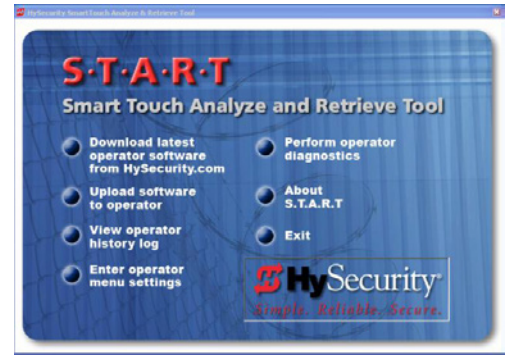 HySecurity Smart Touch Analyze & Retrieve Tool
S·T·A·R·T
Smart Touch Analyze and Retrieve Tool
Download latest
operator software
from HySecurity.com
Upload software
to operator
View operator
history log
Enter operator
menu settings
Perform operator
diagnostics
About
S.T.A.R.T
Exit
HySecurity®
Simple. Reliable. Secure.